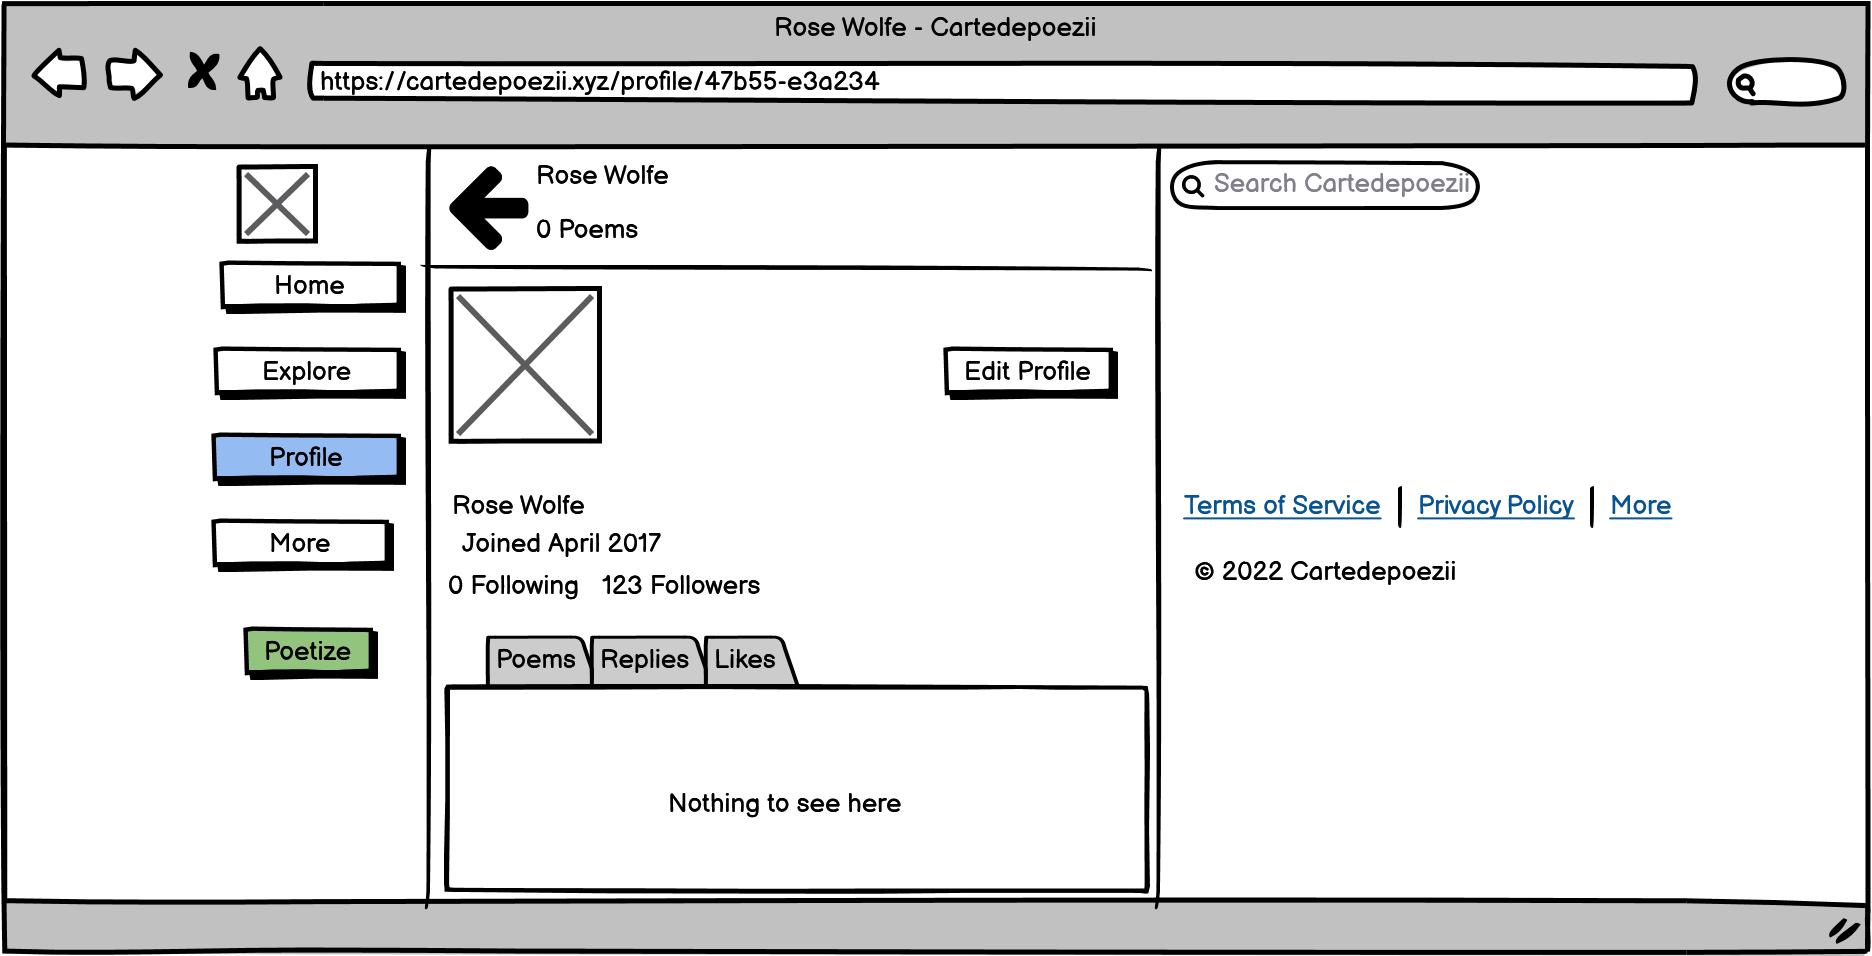 Rose Wolfe - Cartedepoezii
https://cartedepoezii.xyz/profile/47b55-e3a234
Home
Explore
Profile
More
Poetize
Rose Wolfe
0 Poems
Edit Profile
Rose Wolfe
Joined April 2017
0 Following 123 Followers
Poems Replies Likes
Nothing to see here
Search Cartedepoezii
Terms of Service Privacy Policy More
© 2022 Cartedepoezii